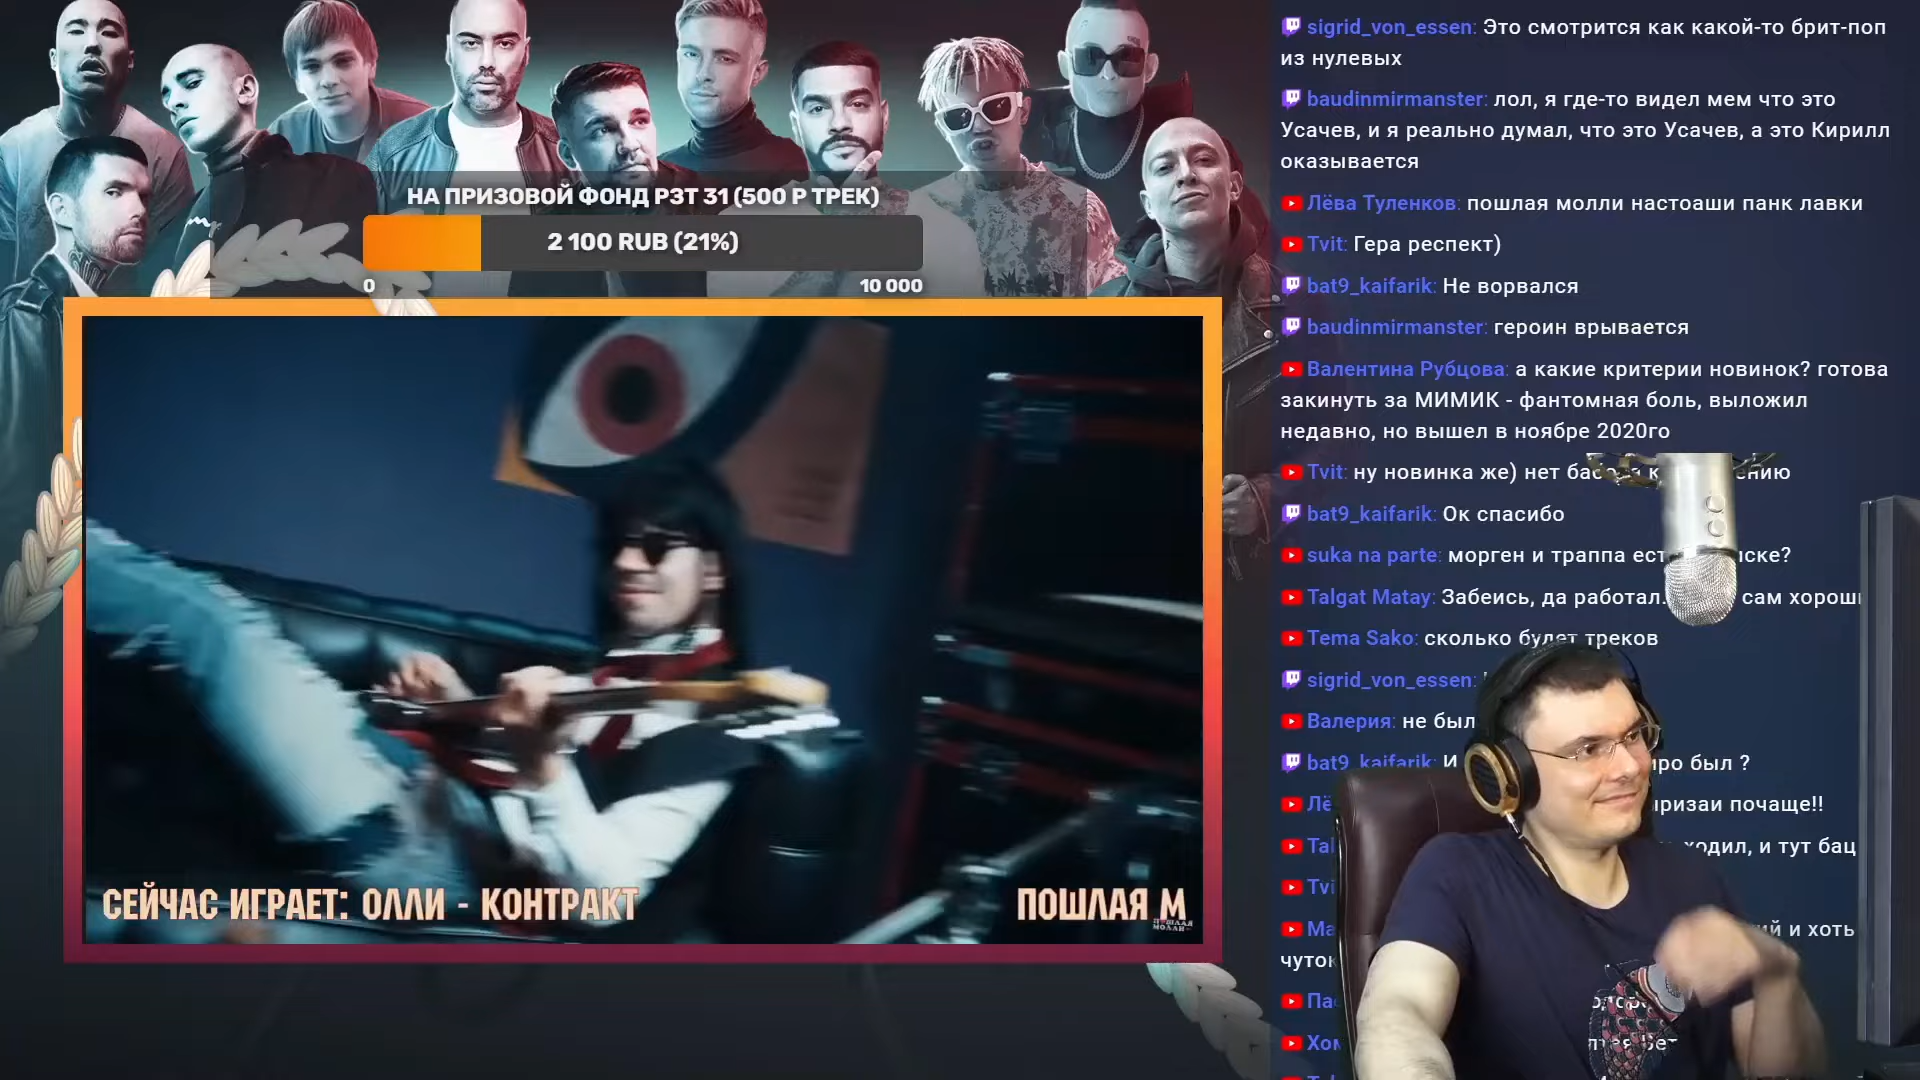 НА ПРИЗОВОЙ ФОНД РЗТ 31 (500 Р ТРЕК)
2 100 RUB (21%)
0
10 000
СЕЙЧАС ИГРАЕТ: ОЛЛИ - КОНТРАКТ
ПОШЛАЯ М
ПОШЛАЯ
МОЛЛИ
sigrid_von_essen: Это смотрится как какой-то брит-поп
из нулевых
baudinmirmanster: лол, я где-то видел мем что это
Усачев, и я реально думал, что это Усачев, а это Кирилл
оказывается
Лёва Туленков: пошлая молли настоаши панк лавки
Tvit: Гера респект)
bat9_kaifarik: Не ворвался
baudinmirmanster: героин врывается
Валентина Рубцова: а какие критерии новинок? готова
закинуть за МИМИК - фантомная боль, выложил
недавно, но вышел в ноябре 2020го
Tvit: ну новинка же) нет
bat9_kaifarik: Ок спасибо
suka na parte: морген и траппа
Talgat Matay: Забеись, да работал. сам
Tema Sako: сколько будет треков
sigrid_von_essen:
Валерия: не был
bat9_kaifarik: И был ?
почаще!!
и тут бац
и хоть